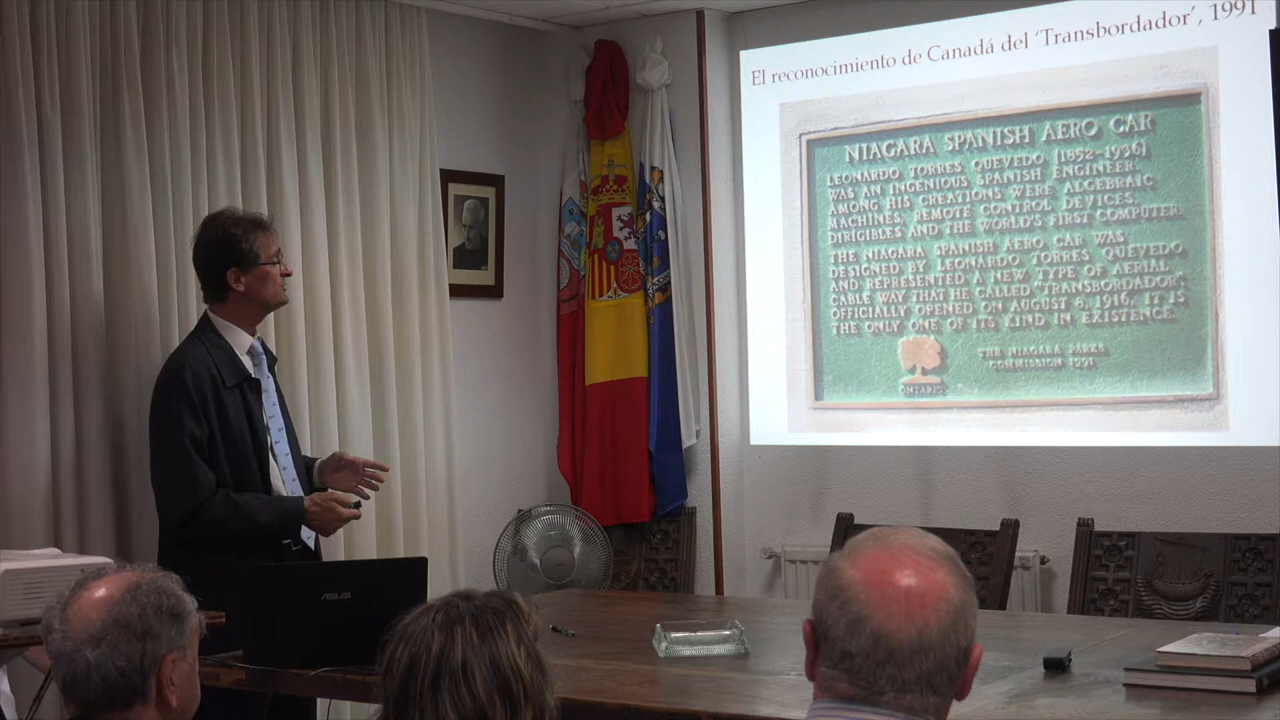 El reconocimiento de Canadá del ‘Transbordador’, 1991
NIAGARA SPANISH AERO CAR
LEONARDO TORRES QUEVEDO (1852-1936)
WAS AN INGENIOUS SPANISH ENGINEER.
AMONG HIS CREATIONS WERE ALGEBRAIC
MACHINES, REMOTE CONTROL DEVICES,
DIRIGIBLES AND THE WORLD'S FIRST COMPUTER.
THE NIAGARA SPANISH AERO CAR WAS
DESIGNED BY LEONARDO TORRES QUEVEDO
AND REPRESENTED A NEW TYPE OF AERIAL
CABLE WAY THAT HE CALLED "TRANSBORDADOR".
OFFICIALLY OPENED ON AUGUST 8, 1916, IT IS
THE ONLY ONE OF ITS KIND IN EXISTENCE.
THE NIAGARA PARKS
COMMISSION 1991
ONTARIO
ASUS